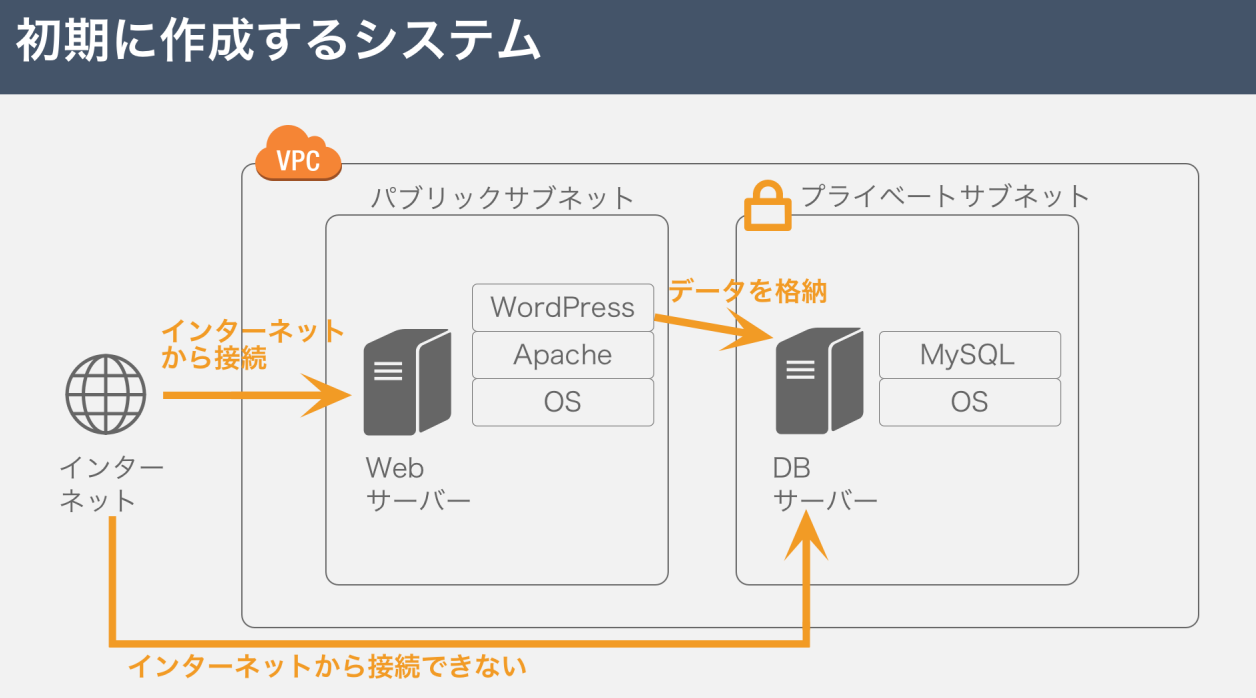 初期に作成するシステム
VPC
パブリックサブネット
プライベートサブネット
インターネット
から接続
WordPress
Apache
OS
データを格納
MySQL
OS
インター
ネット
Web
サーバー
DB
サーバー
インターネットから接続できない